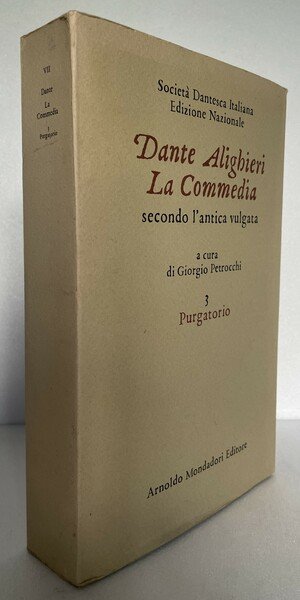 VII
Dante
La
Commedia
3
Purgatorio
Società Dantesca Italiana
Edizione Nazionale
Dante Alighieri
La Commedia
secondo l'antica vulgata
a cura
di Giorgio Petrocchi
3
Purgatorio
Arnoldo Mondadori Editore